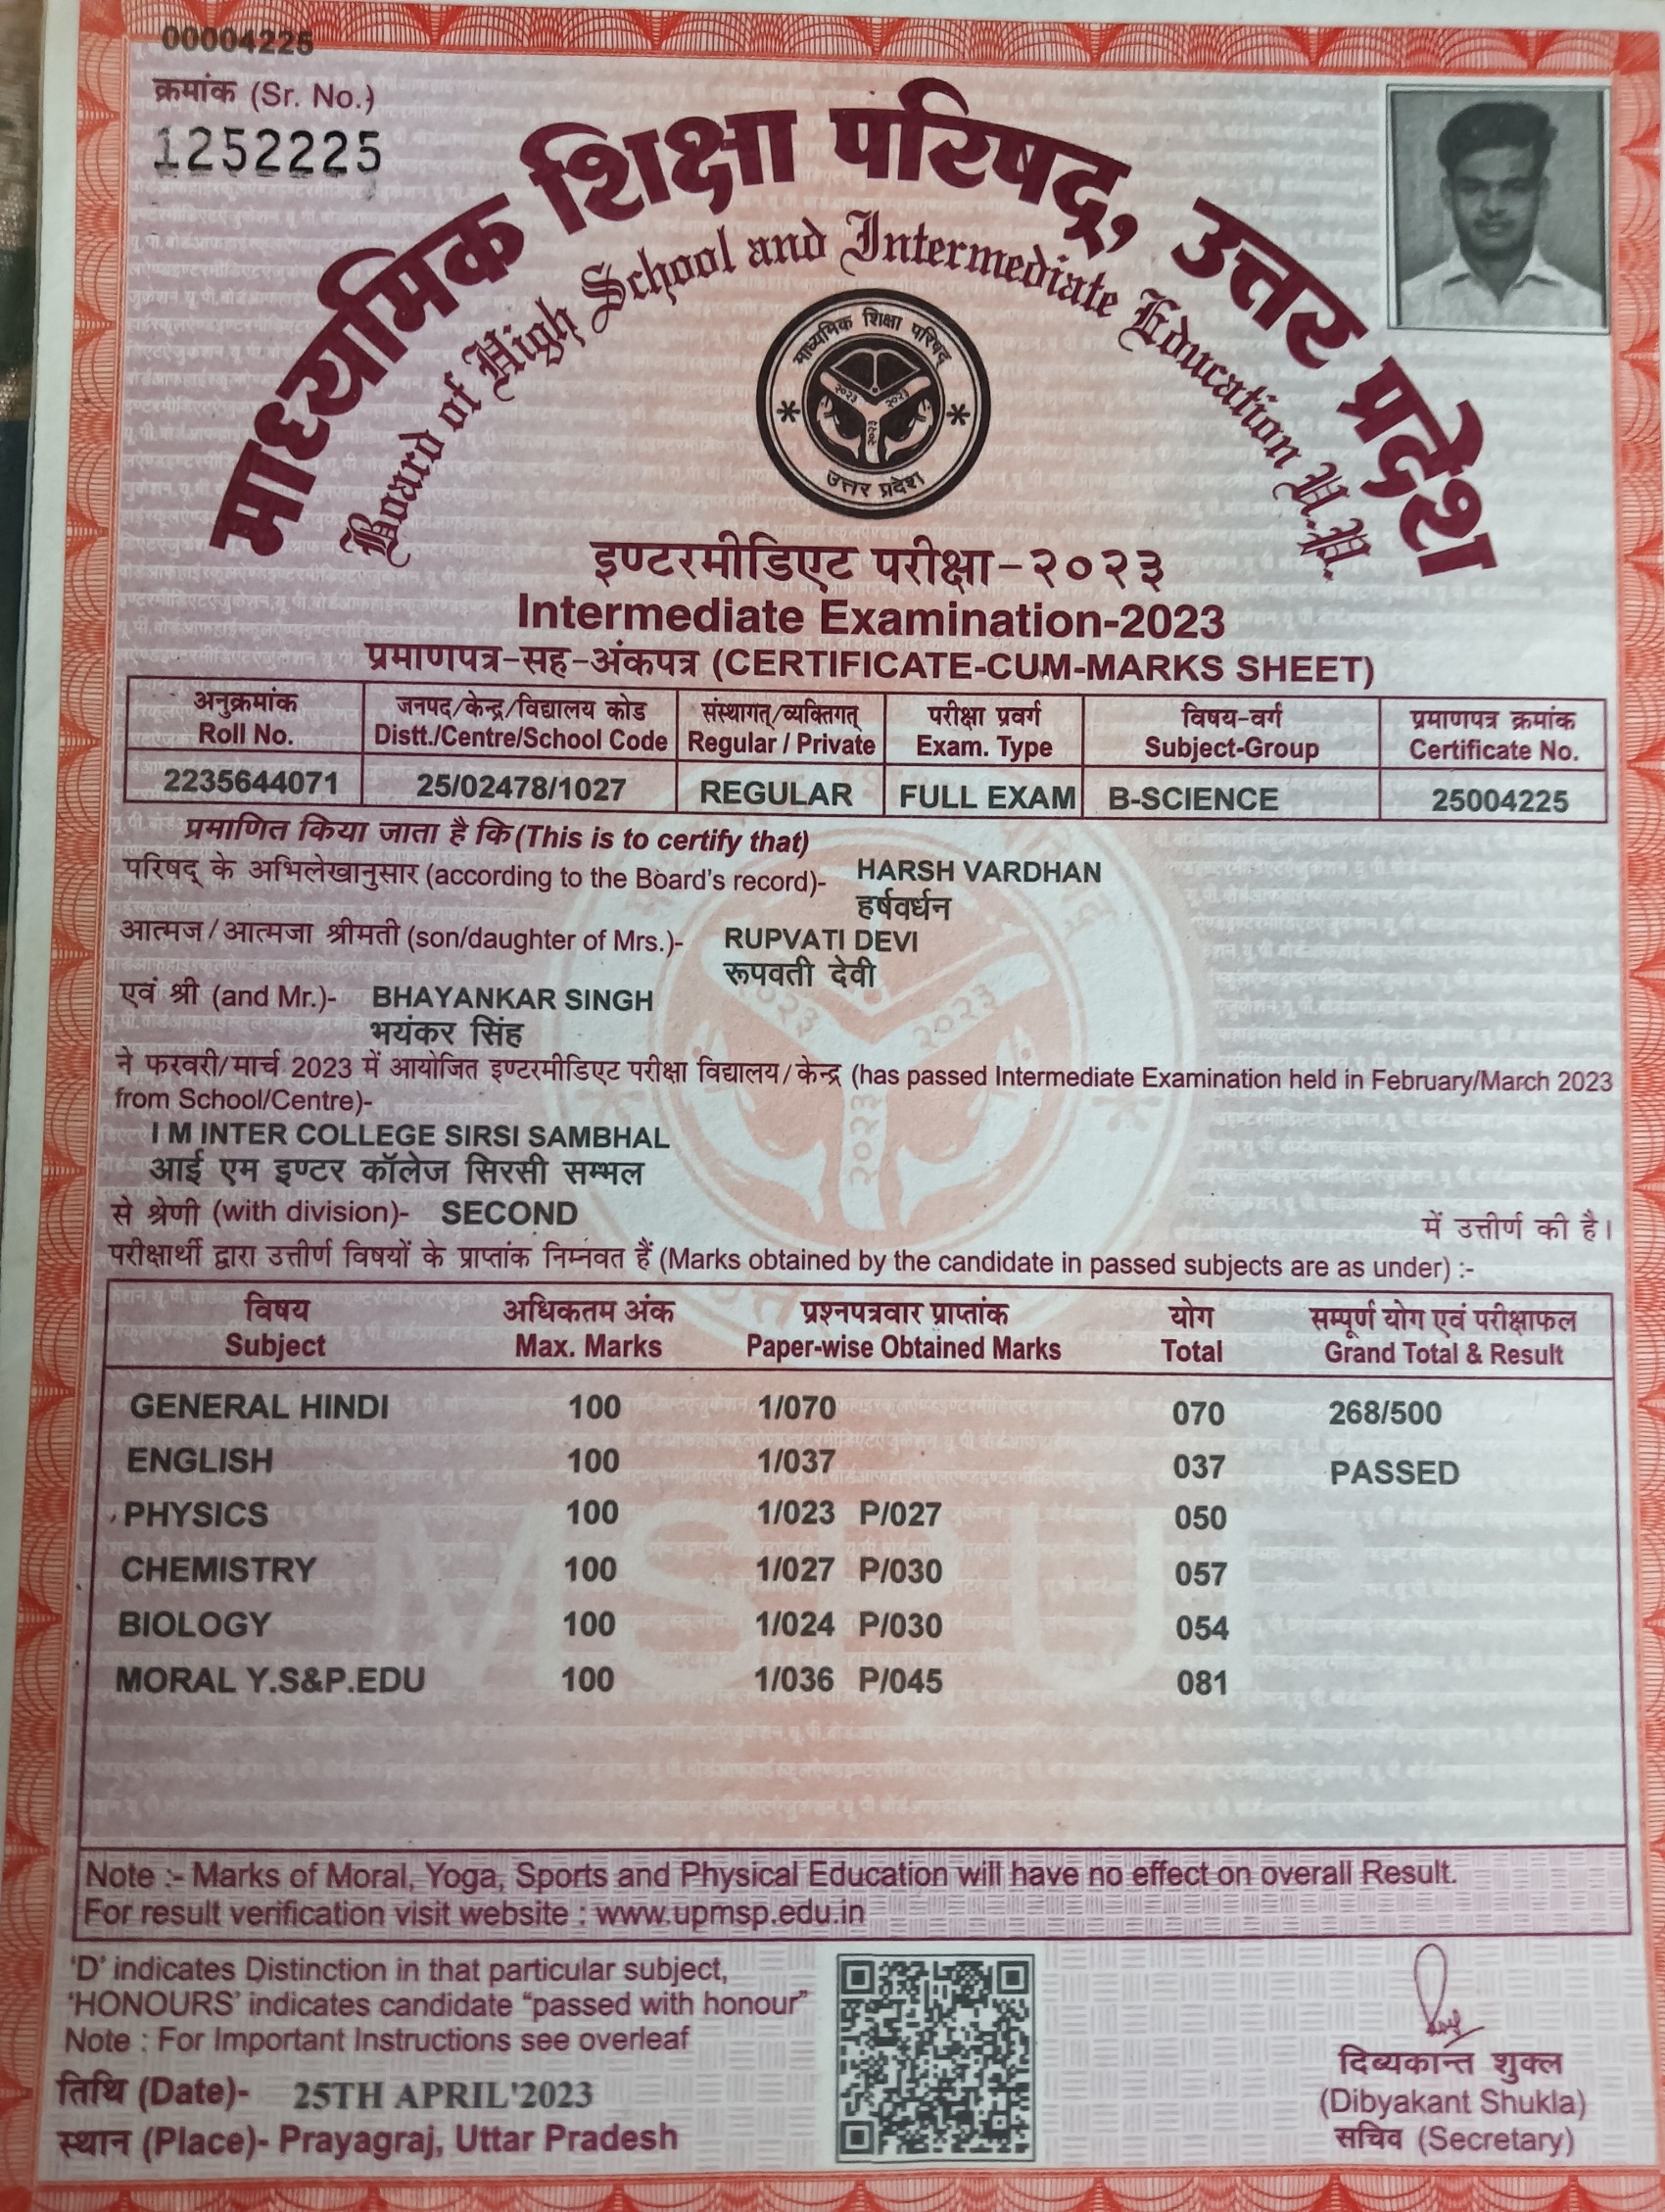 00004225
क्रमांक (Sr. No.)
1252225
माध्यमिक शिक्षा परिषद्, उत्तर प्रदेश
Board of High School and Intermediate Education U.P.
माध्यमिक शिक्षा परिषद्
२०२३ २०२३
२०२३
उत्तर प्रदेश
इण्टरमीडिएट परीक्षा-२०२३
Intermediate Examination-2023
प्रमाणपत्र-सह-अंकपत्र (CERTIFICATE-CUM-MARKS SHEET)
अनुक्रमांक जनपद/केन्द्र/विद्यालय कोड संस्थागत्/व्यक्तिगत् परीक्षा प्रवर्ग विषय-वर्ग प्रमाणपत्र क्रमांक
Roll No. Distt./Centre/School Code Regular / Private Exam. Type Subject-Group Certificate No.
2235644071 25/02478/1027 REGULAR FULL EXAM B-SCIENCE 25004225
प्रमाणित किया जाता है कि (This is to certify that)
परिषद् के अभिलेखानुसार (according to the Board's record)- HARSH VARDHAN
हर्षवर्धन
आत्मज/आत्मजा श्रीमती (son/daughter of Mrs.)- RUPVATI DEVI
रूपवती देवी
एवं श्री (and Mr.)- BHAYANKAR SINGH
भयंकर सिंह
ने फरवरी/मार्च 2023 में आयोजित इण्टरमीडिएट परीक्षा विद्यालय/केन्द्र (has passed Intermediate Examination held in February/March 2023
from School/Centre)-
I M INTER COLLEGE SIRSI SAMBHAL
आई एम इण्टर कॉलेज सिरसी सम्भल
से श्रेणी (with division)- SECOND में उत्तीर्ण की है।
परीक्षार्थी द्वारा उत्तीर्ण विषयों के प्राप्तांक निम्नवत हैं (Marks obtained by the candidate in passed subjects are as under) :-
विषय अधिकतम अंक प्रश्नपत्रवार प्राप्तांक योग सम्पूर्ण योग एवं परीक्षाफल
Subject Max. Marks Paper-wise Obtained Marks Total Grand Total & Result
GENERAL HINDI 100 1/070 070 268/500
ENGLISH 100 1/037 037 PASSED
PHYSICS 100 1/023 P/027 050
CHEMISTRY 100 1/027 P/030 057
BIOLOGY 100 1/024 P/030 054
MORAL Y.S&P.EDU 100 1/036 P/045 081
Note :- Marks of Moral, Yoga, Sports and Physical Education will have no effect on overall Result.
For result verification visit website : www.upmsp.edu.in
'D' indicates Distinction in that particular subject,
'HONOURS' indicates candidate "passed with honour"
Note : For Important Instructions see overleaf
तिथि (Date)- 25TH APRIL'2023
स्थान (Place)- Prayagraj, Uttar Pradesh
दिव्यकान्त शुक्ल
(Dibyakant Shukla)
सचिव (Secretary)